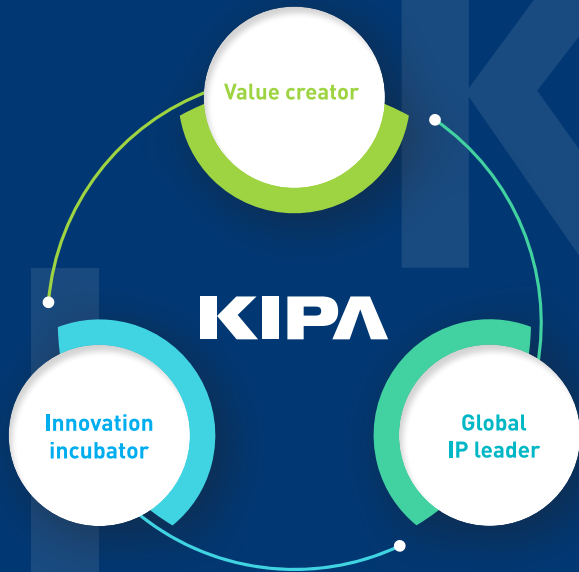 Value creator
KIPA
Innovation
incubator
Global
IP leader